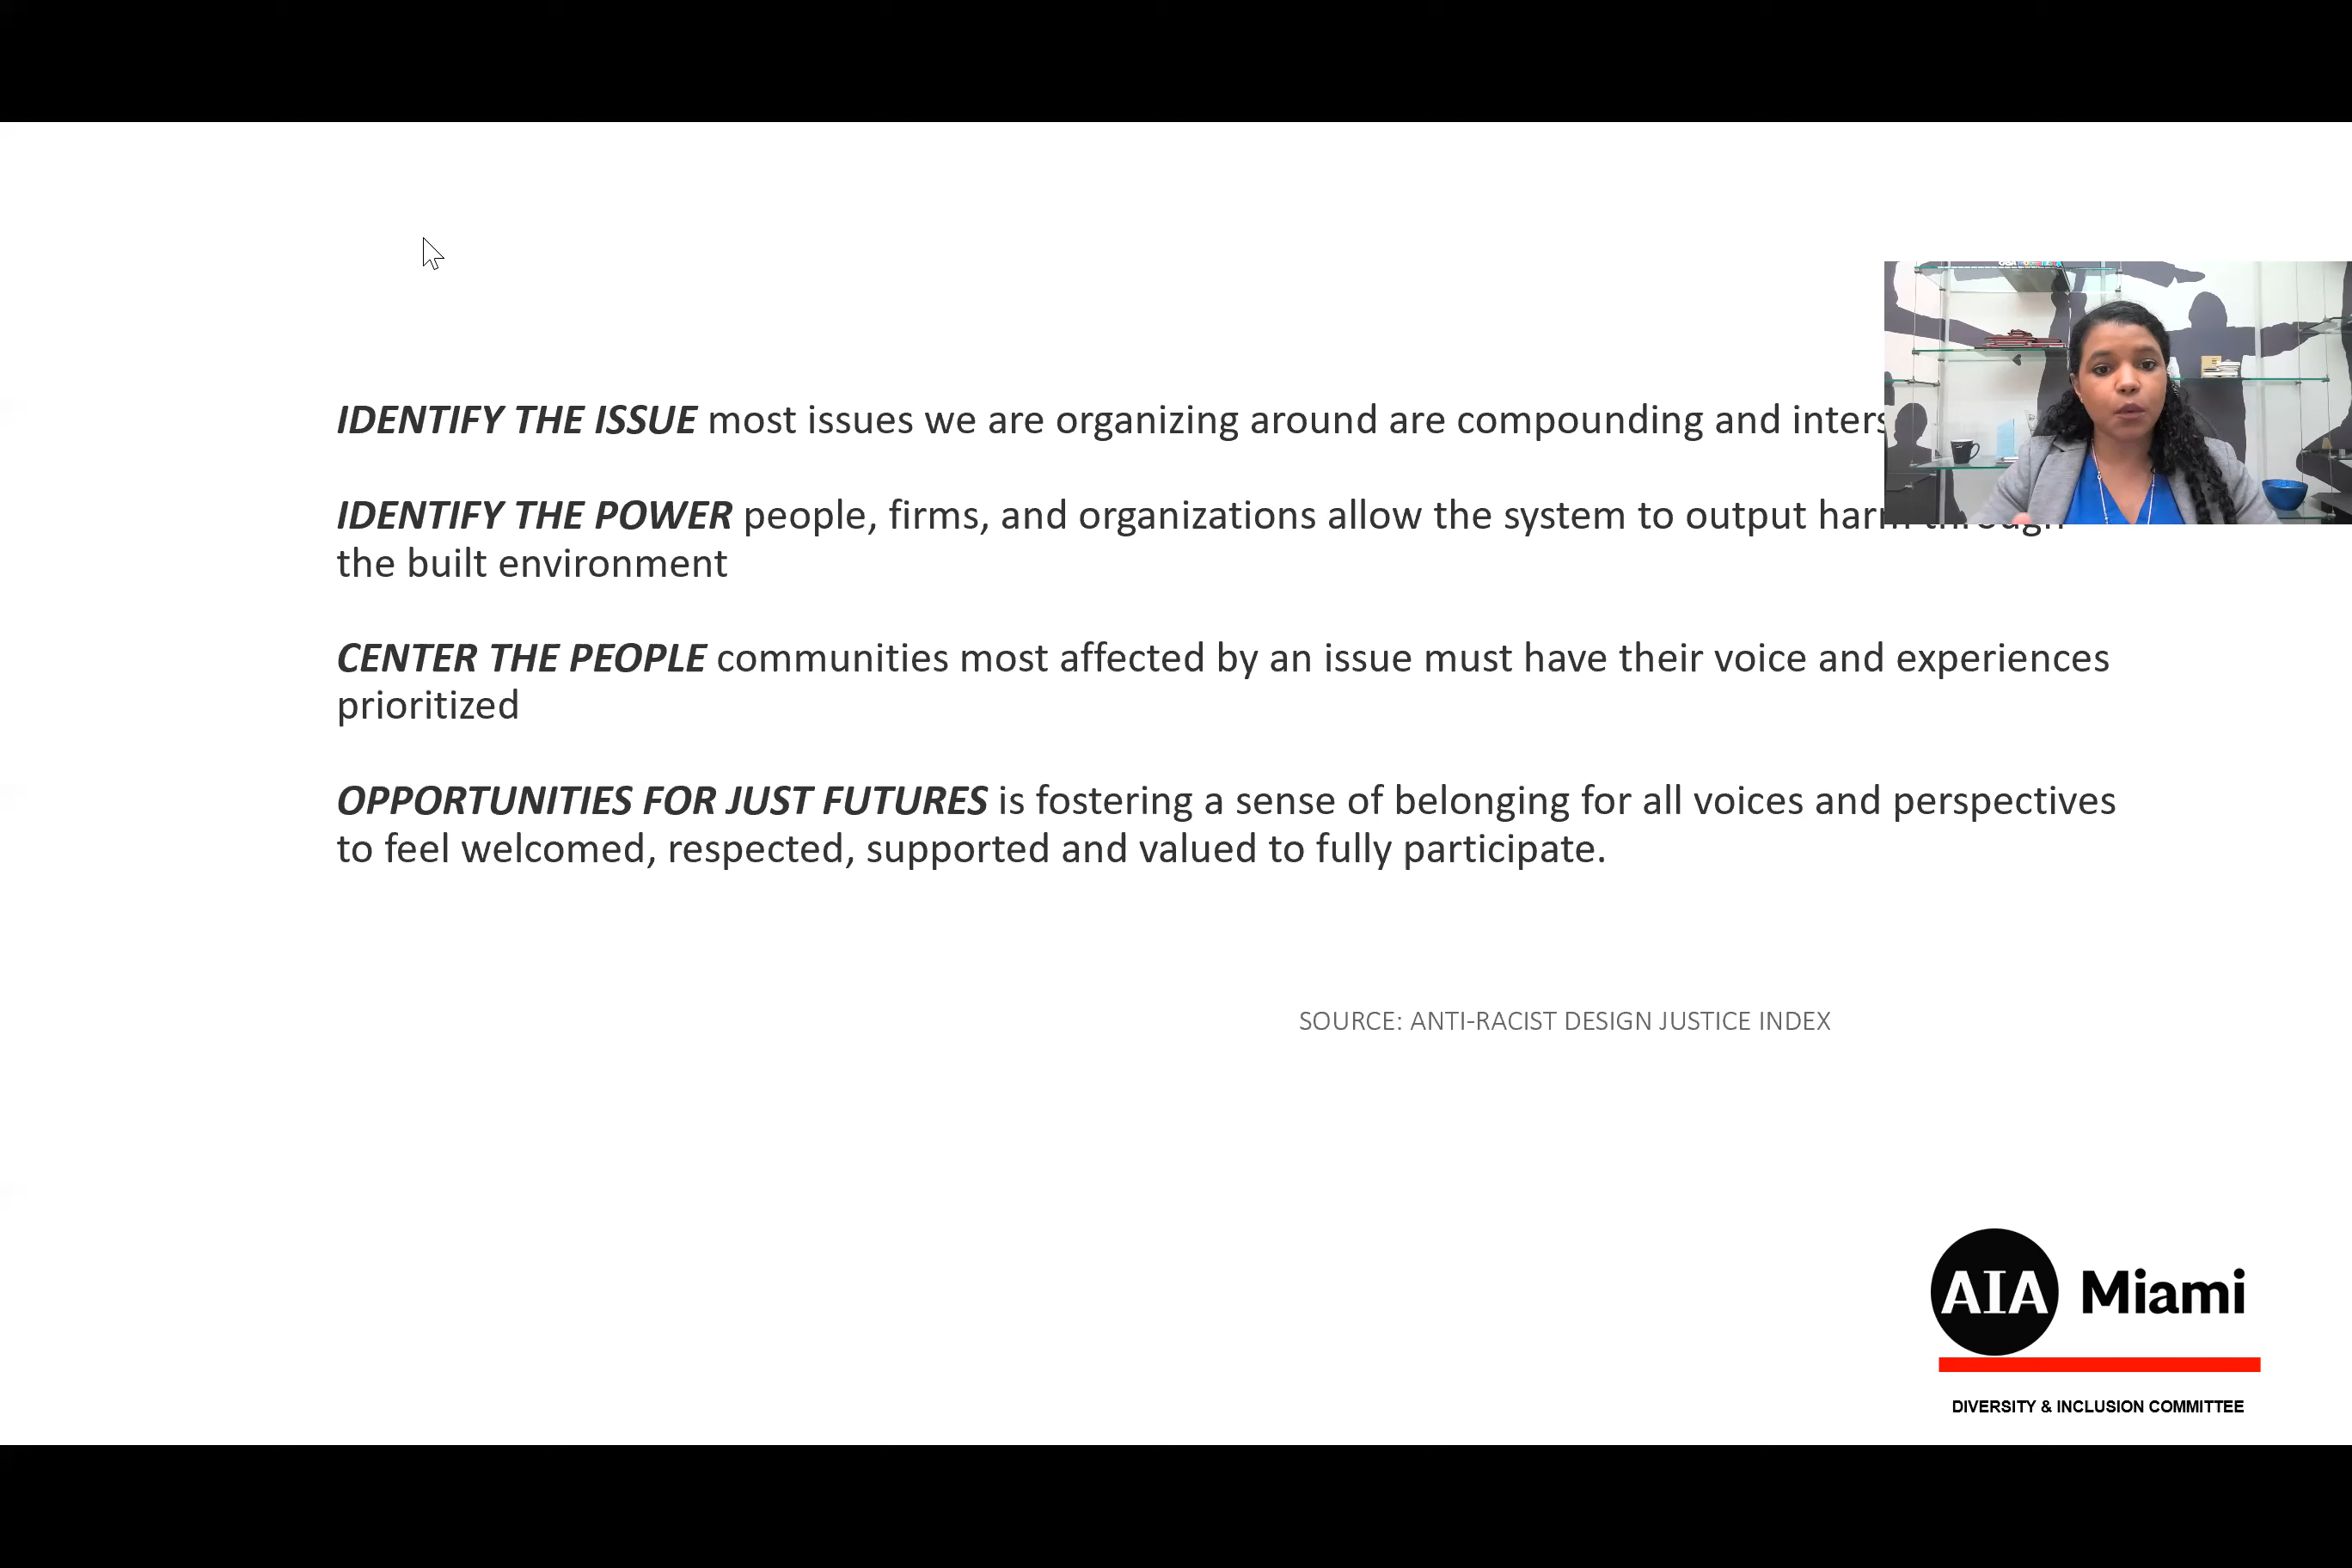 IDENTIFY THE ISSUE most issues we are organizing around are compounding and
IDENTIFY THE POWER people, firms, and organizations allow the system to output harm through
the built environment
CENTER THE PEOPLE communities most affected by an issue must have their voice and experiences
prioritized
OPPORTUNITIES FOR JUST FUTURES is fostering a sense of belonging for all voices and perspectives
to feel welcomed, respected, supported and valued to fully participate.
SOURCE: ANTI-RACIST DESIGN JUSTICE INDEX
AIA Miami
DIVERSITY & INCLUSION COMMITTEE